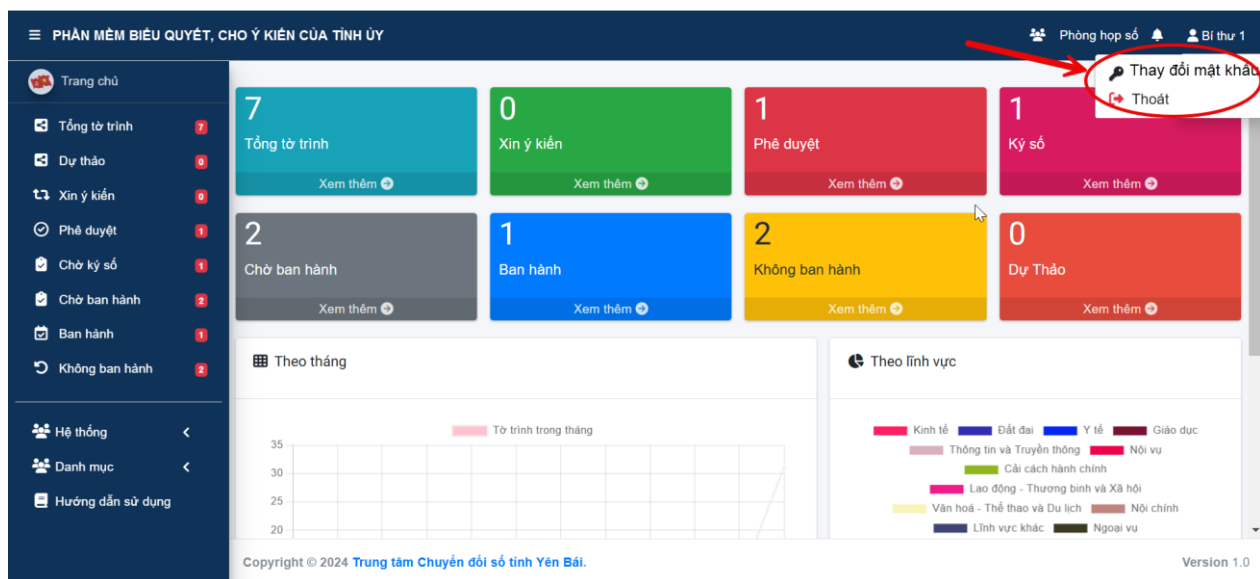 PHẦN MỀM BIỂU QUYẾT, CHO Ý KIẾN CỦA TỈNH ỦY
Phòng họp số
Bí thư 1
Thay đổi mật khẩu
Thoát
Trang chủ
Tổng tờ trình 7
Dự thảo 0
Xin ý kiến 0
Phê duyệt 1
Chờ ký số 1
Chờ ban hành 2
Ban hành 1
Không ban hành 2
Hệ thống
Danh mục
Hướng dẫn sử dụng
7
Tổng tờ trình
Xem thêm
0
Xin ý kiến
Xem thêm
1
Phê duyệt
Xem thêm
1
Ký số
Xem thêm
2
Chờ ban hành
Xem thêm
1
Ban hành
Xem thêm
2
Không ban hành
Xem thêm
0
Dự Thảo
Xem thêm
Theo tháng
Tờ trình trong tháng
35
30
25
20
Theo lĩnh vực
Kinh tế Đất đai Y tế Giáo dục
Thông tin và Truyền thông Nội vụ
Cải cách hành chính
Lao động - Thương binh và Xã hội
Văn hoá - Thể thao và Du lịch Nội chính
Lĩnh vực khác Ngoại vụ
Copyright © 2024 Trung tâm Chuyển đổi số tỉnh Yên Bái.
Version 1.0